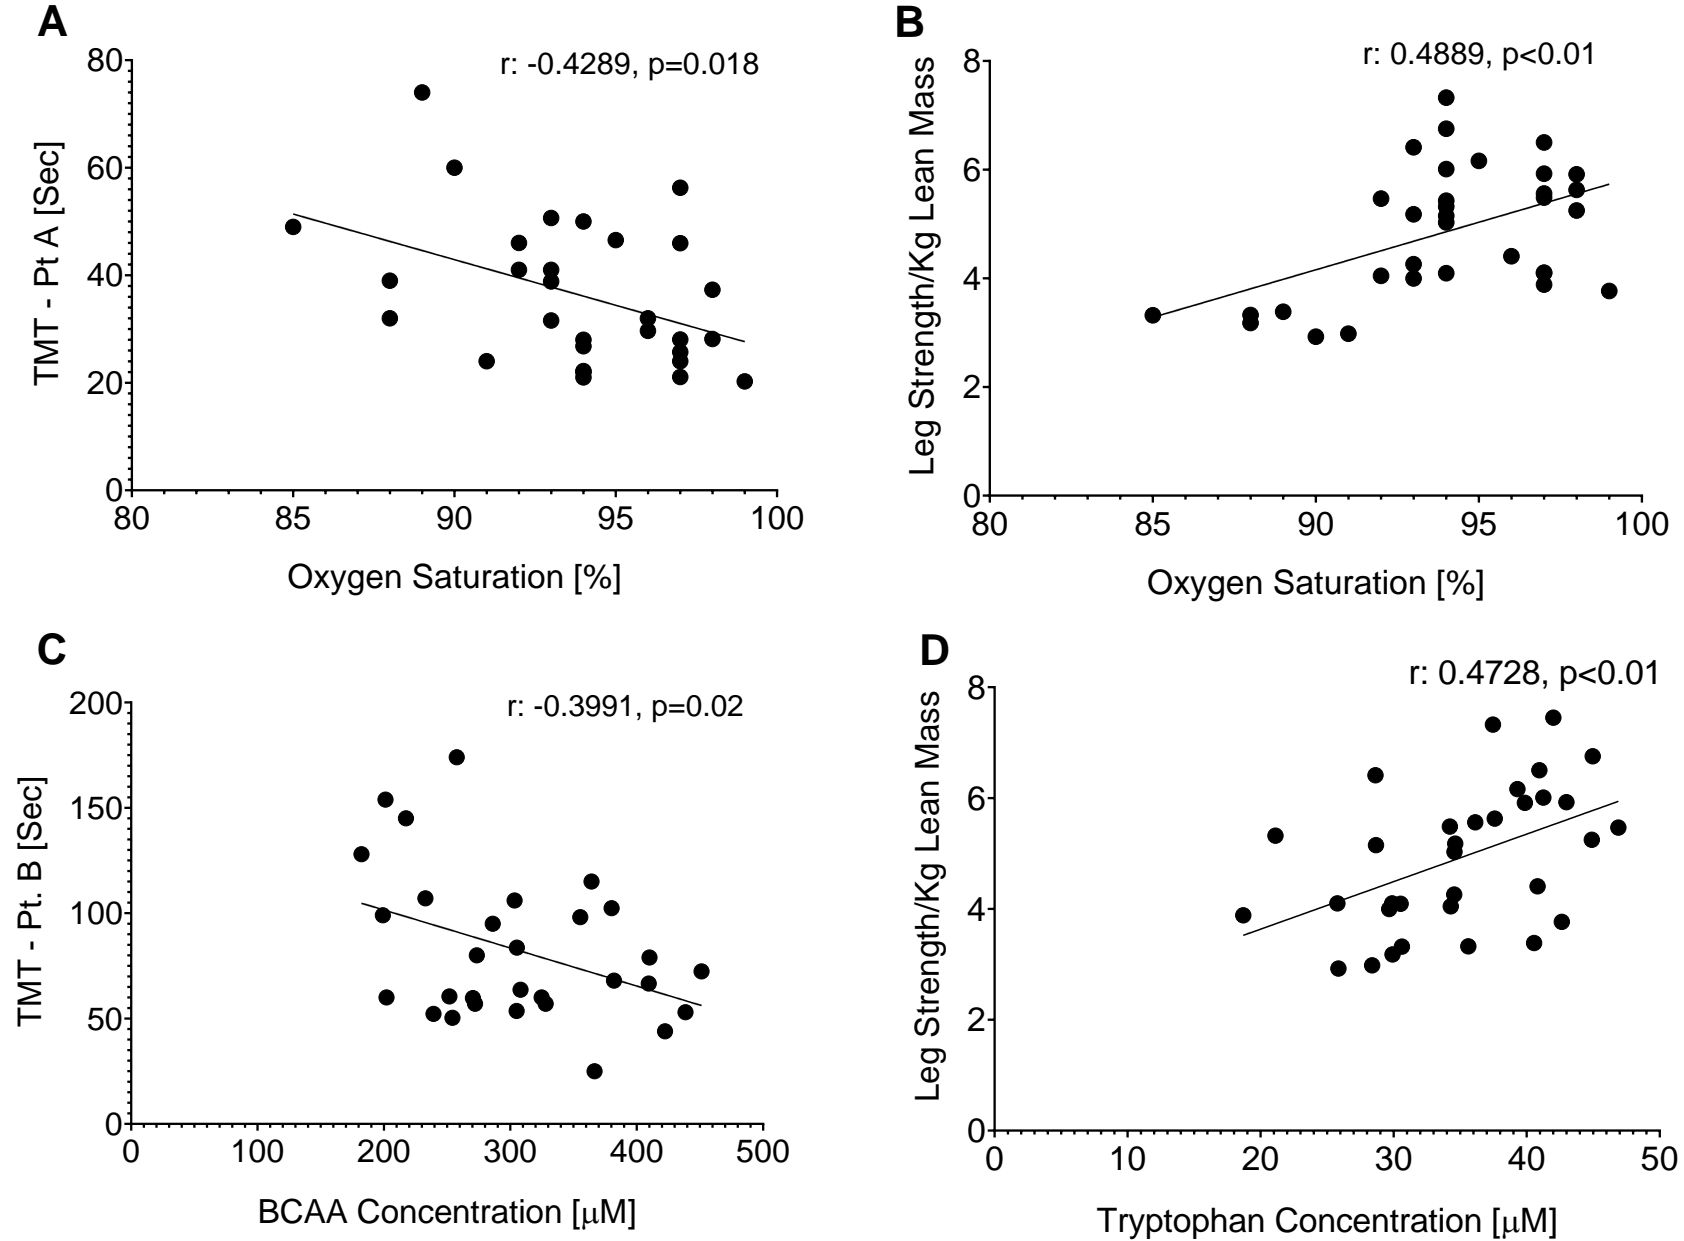 A
r: -0.4289, p=0.018
TMT - Pt A [Sec]
80
60
40
20
0
80 85 90 95 100
Oxygen Saturation [%]
B
r: 0.4889, p<0.01
Leg Strength/Kg Lean Mass
8
6
4
2
0
80 85 90 95 100
Oxygen Saturation [%]
C
r: -0.3991, p=0.02
TMT - Pt. B [Sec]
200
150
100
50
0
0 100 200 300 400 500
BCAA Concentration [μM]
D
r: 0.4728, p<0.01
Leg Strength/Kg Lean Mass
8
6
4
2
0
0 10 20 30 40 50
Tryptophan Concentration [μM]